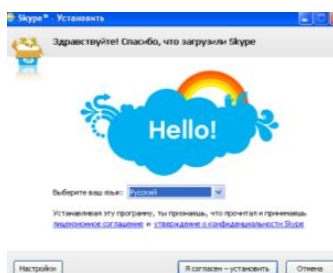 Skype™ - Установить
Здравствуйте! Спасибо, что загрузили Skype
Hello!
Выберите ваш язык: Русский
Устанавливая эту программу, ты признаешь, что прочитал и принимаешь
лицензионное соглашение и утверждение о конфиденциальности Skype
Настройки
Я согласен – установить
Отмена